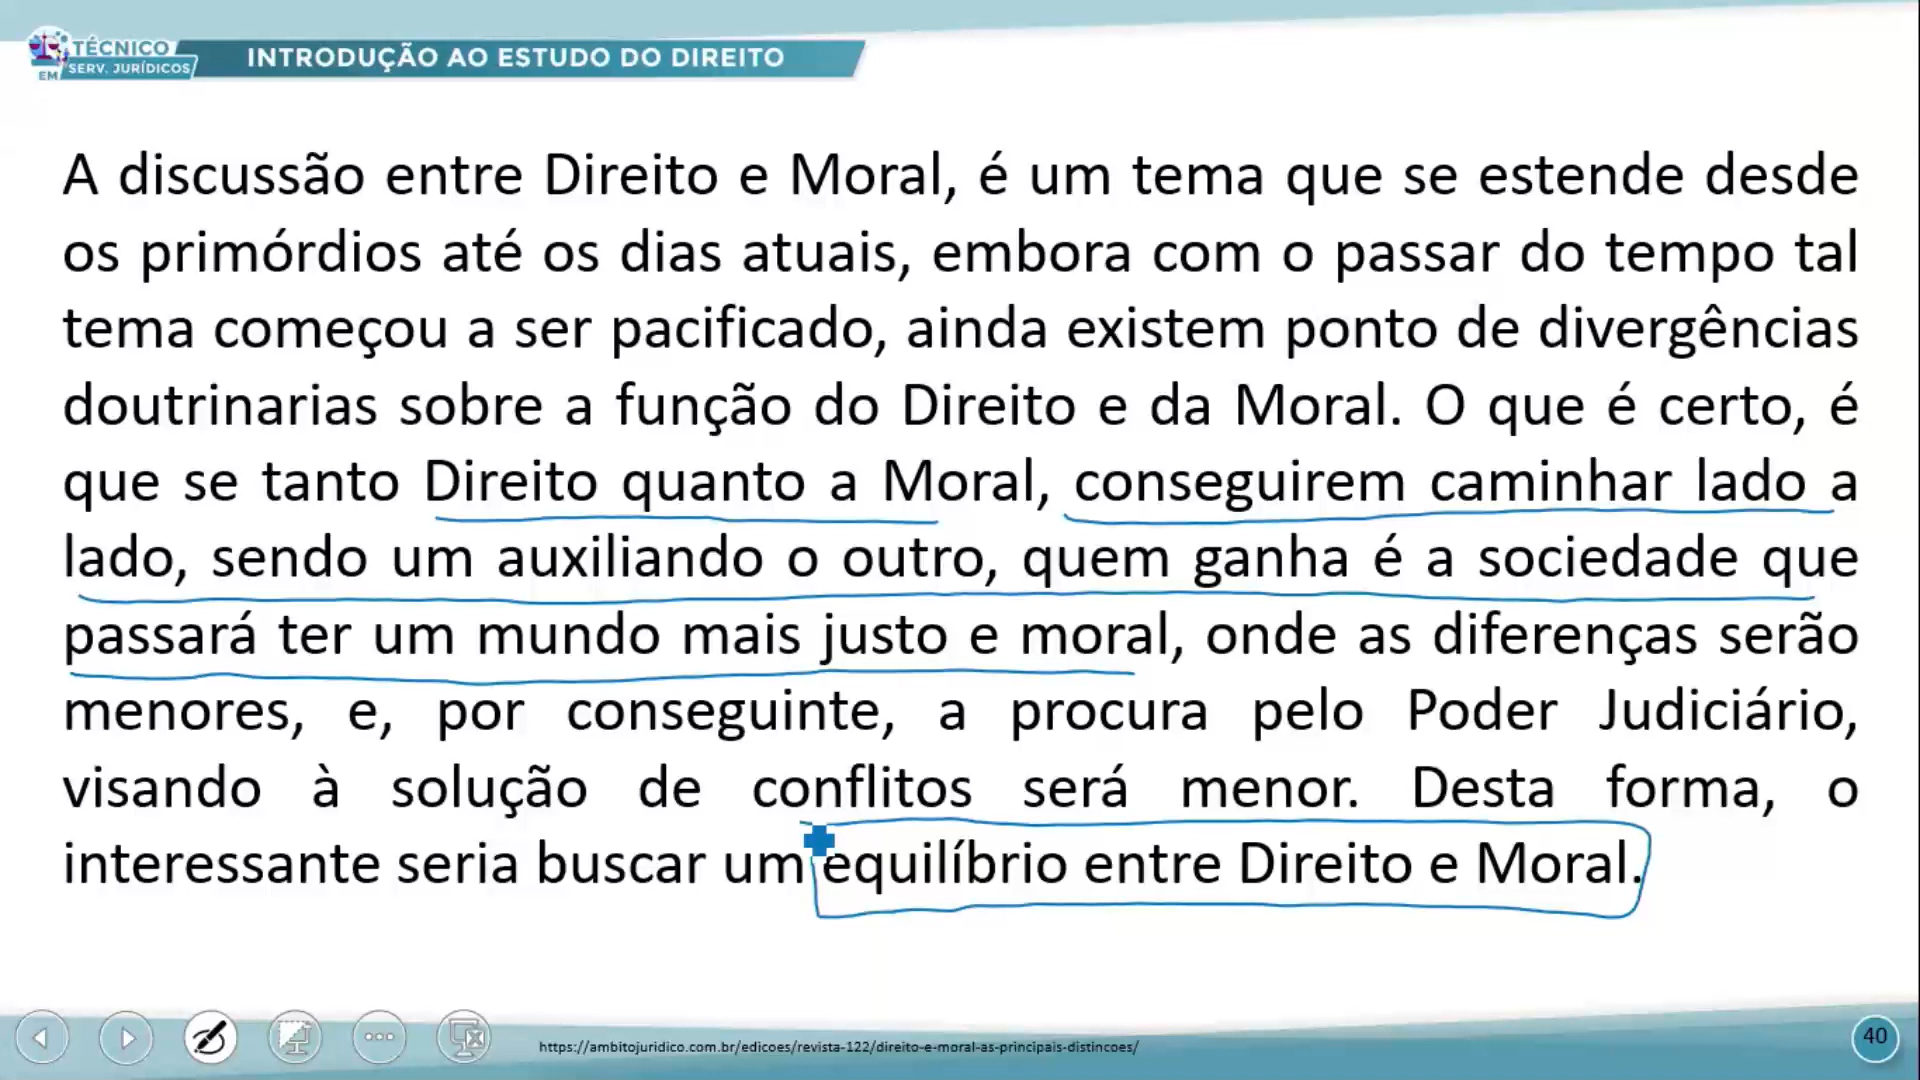 TÉCNICO
EM SERV. JURÍDICOS
INTRODUÇÃO AO ESTUDO DO DIREITO
A discussão entre Direito e Moral, é um tema que se estende desde
os primórdios até os dias atuais, embora com o passar do tempo tal
tema começou a ser pacificado, ainda existem ponto de divergências
doutrinarias sobre a função do Direito e da Moral. O que é certo, é
que se tanto Direito quanto a Moral, conseguirem caminhar lado a
lado, sendo um auxiliando o outro, quem ganha é a sociedade que
passará ter um mundo mais justo e moral, onde as diferenças serão
menores, e, por conseguinte, a procura pelo Poder Judiciário,
visando à solução de conflitos será menor. Desta forma, o
interessante seria buscar um equilíbrio entre Direito e Moral.
https://ambitojuridico.com.br/edicoes/revista-122/direito-e-moral-as-principais-distincoes/
40